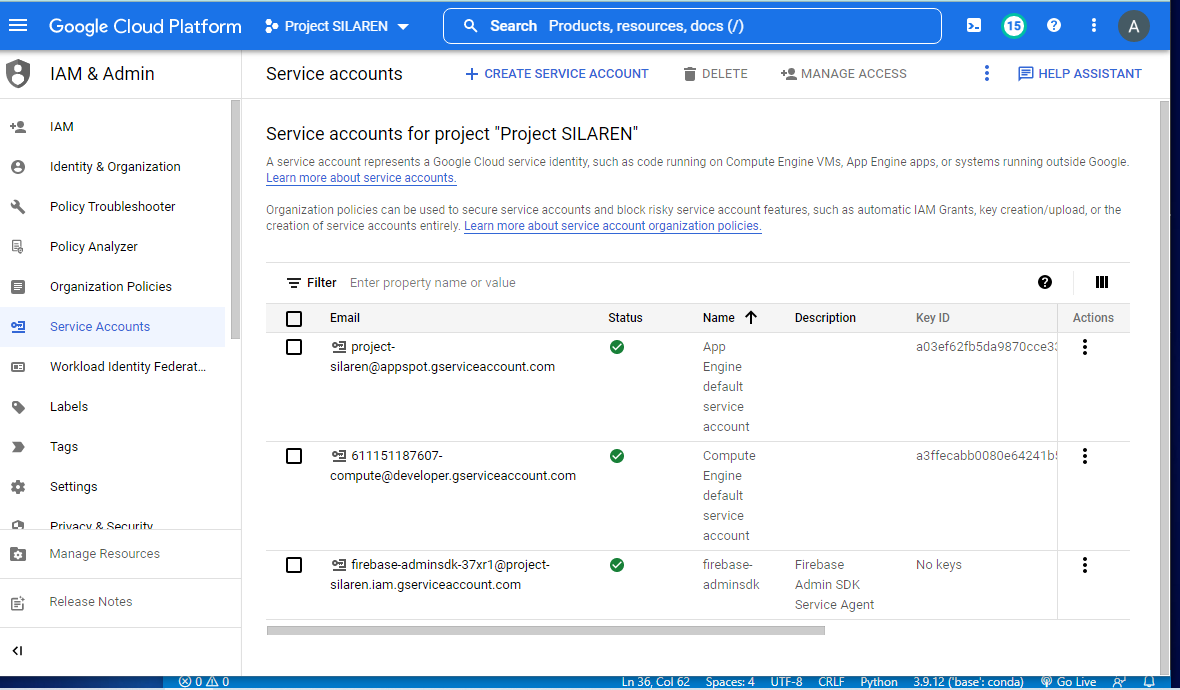 Google Cloud Platform
Project SILAREN
Search Products, resources, docs (/)
15
A
IAM & Admin
Service accounts
CREATE SERVICE ACCOUNT
DELETE
MANAGE ACCESS
HELP ASSISTANT
IAM
Identity & Organization
Policy Troubleshooter
Policy Analyzer
Organization Policies
Service Accounts
Workload Identity Federat...
Labels
Tags
Settings
Privacy & Security
Manage Resources
Release Notes
Service accounts for project "Project SILAREN"
A service account represents a Google Cloud service identity, such as code running on Compute Engine VMs, App Engine apps, or systems running outside Google.
Learn more about service accounts.
Organization policies can be used to secure service accounts and block risky service account features, such as automatic IAM Grants, key creation/upload, or the
creation of service accounts entirely. Learn more about service account organization policies.
Filter Enter property name or value
Email Status Name Description Key ID Actions
project-
silaren@appspot.gserviceaccount.com
App
Engine
default
service
account
a03ef62fb5da9870cce33
611151187607-
compute@developer.gserviceaccount.com
Compute
Engine
default
service
account
a3ffecabb0080e64241b5
firebase-adminsdk-37xr1@project-
silaren.iam.gserviceaccount.com
firebase-
adminsdk
Firebase
Admin SDK
Service Agent
No keys
0 0 Ln 36, Col 62 Spaces: 4 UTF-8 CRLF Python 3.9.12 ('base': conda) Go Live